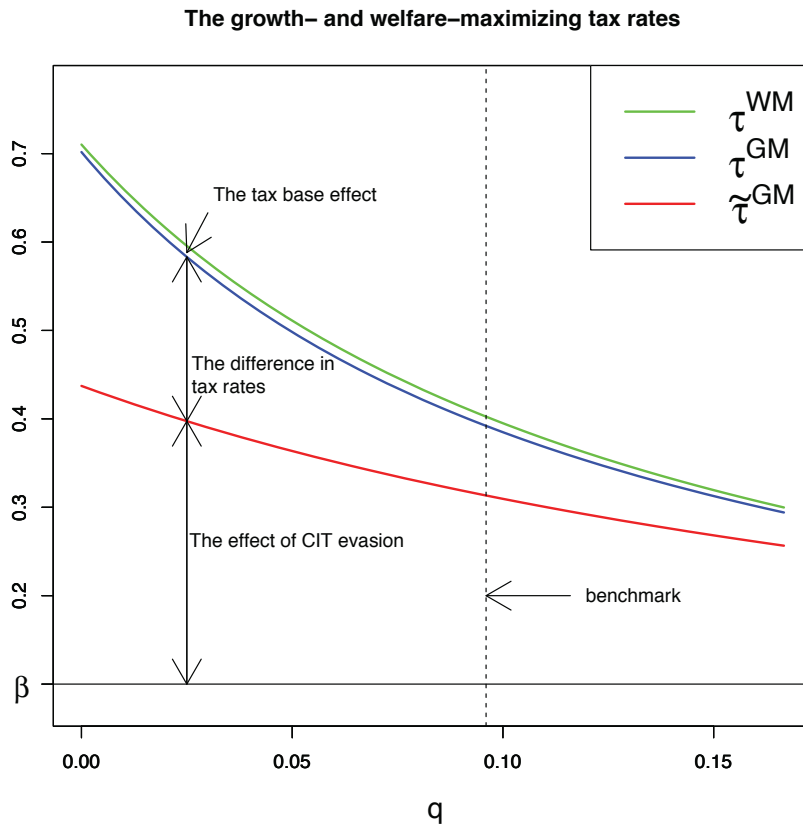 The growth– and welfare–maximizing tax rates
τWM
τGM
τ̃GM
The tax base effect
The difference in
tax rates
The effect of CIT evasion
benchmark
0.7
0.6
0.5
0.4
0.3
0.2
β
0.00 0.05 0.10 0.15
q